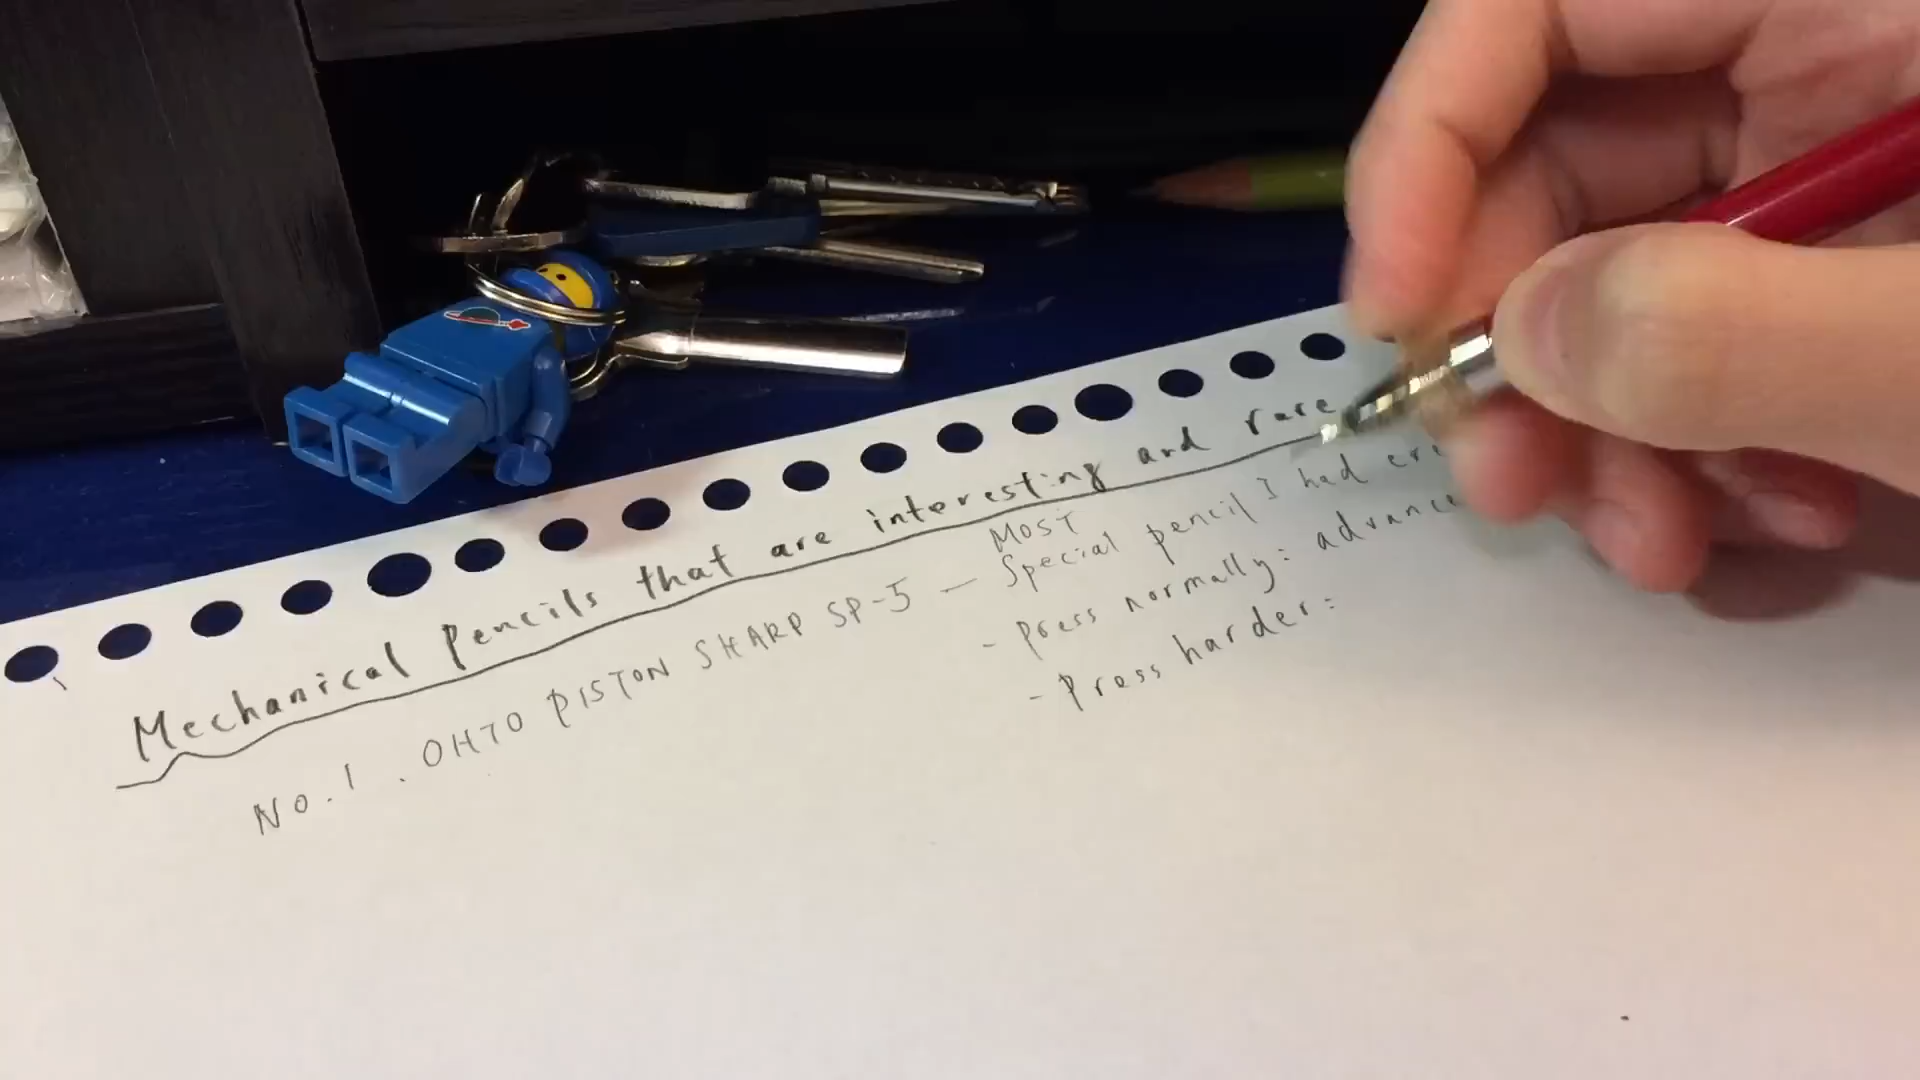 Mechanical Pencils that are interesting and rare
MOST
No.1. OHTO PISTON SHARP SP-5 — Special pencil I had
- Press normally: advance
- Press harder: